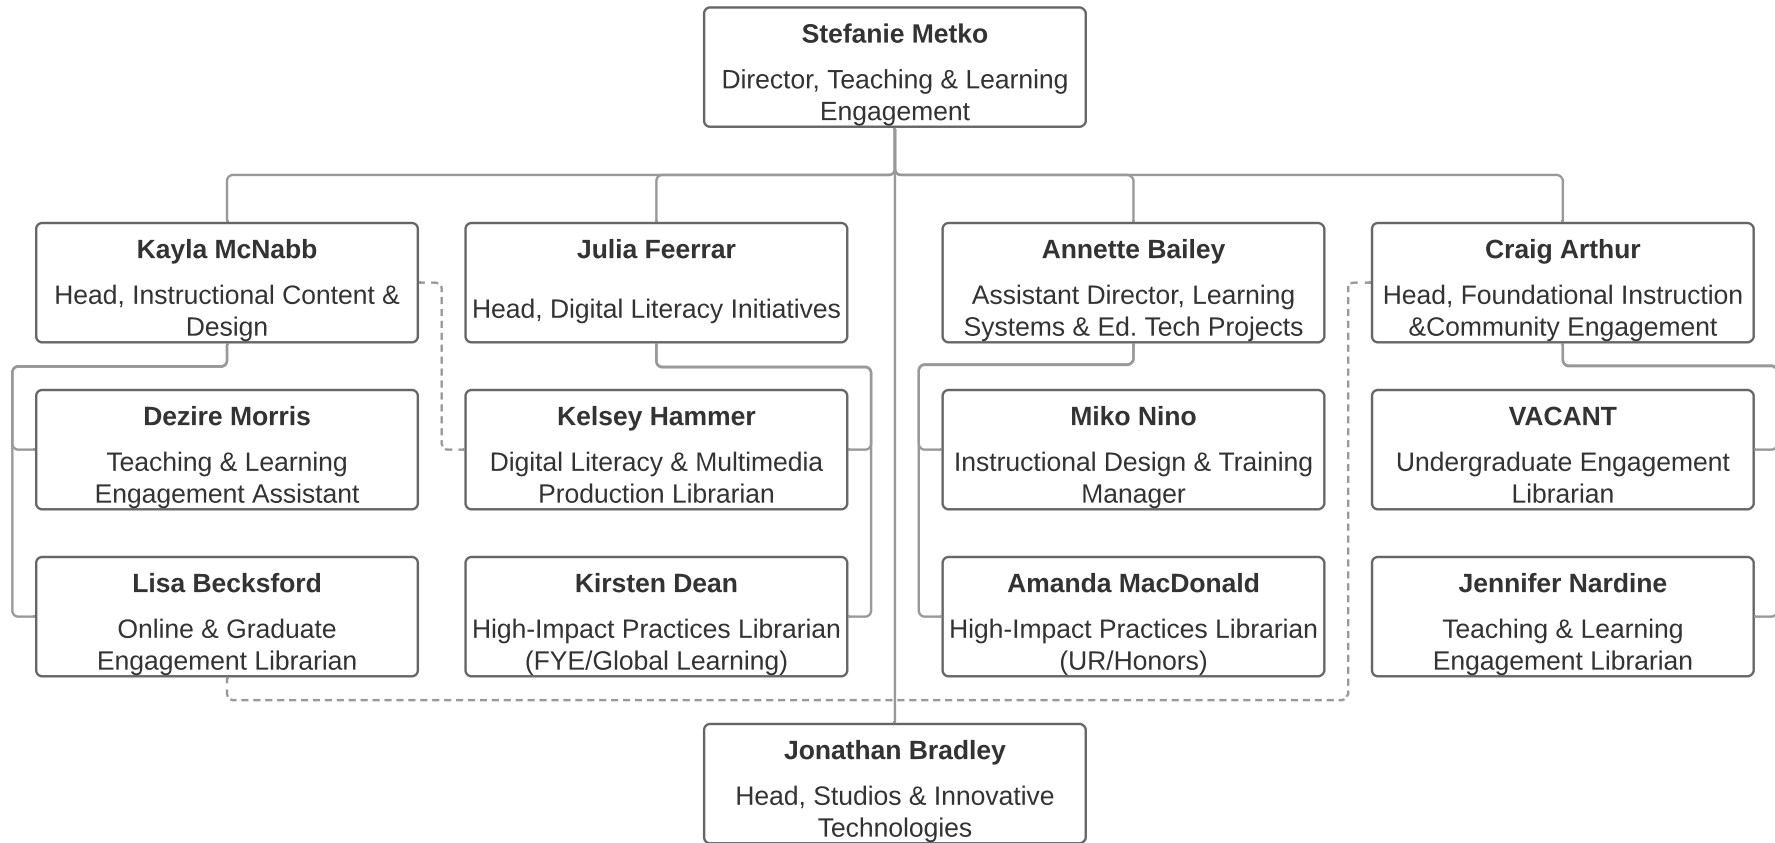 Stefanie Metko
Director, Teaching & Learning
Engagement
Kayla McNabb
Head, Instructional Content &
Design
Julia Feerrar
Head, Digital Literacy Initiatives
Annette Bailey
Assistant Director, Learning
Systems & Ed. Tech Projects
Craig Arthur
Head, Foundational Instruction
&Community Engagement
Dezire Morris
Teaching & Learning
Engagement Assistant
Kelsey Hammer
Digital Literacy & Multimedia
Production Librarian
Miko Nino
Instructional Design & Training
Manager
VACANT
Undergraduate Engagement
Librarian
Lisa Becksford
Online & Graduate
Engagement Librarian
Kirsten Dean
High-Impact Practices Librarian
(FYE/Global Learning)
Amanda MacDonald
High-Impact Practices Librarian
(UR/Honors)
Jennifer Nardine
Teaching & Learning
Engagement Librarian
Jonathan Bradley
Head, Studios & Innovative
Technologies